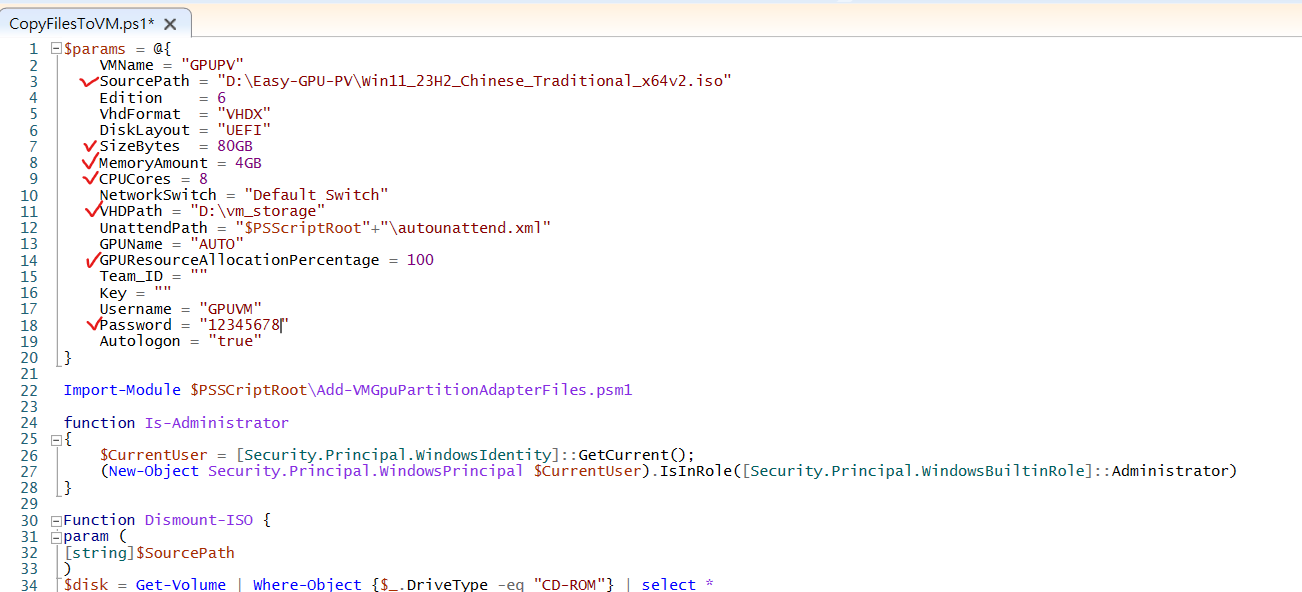 CopyFilesToVM.ps1* X
1 $params = @{
2 VMName = "GPUPV"
3 SourcePath = "D:\Easy-GPU-PV\Win11_23H2_Chinese_Traditional_x64v2.iso"
4 Edition = 6
5 VhdFormat = "VHDX"
6 DiskLayout = "UEFI"
7 SizeBytes = 80GB
8 MemoryAmount = 4GB
9 CPUCores = 8
10 NetworkSwitch = "Default Switch"
11 VHDPath = "D:\vm_storage"
12 UnattendPath = "$PSScriptRoot"+"\autounattend.xml"
13 GPUName = "AUTO"
14 GPUResourceAllocationPercentage = 100
15 Team_ID = ""
16 Key = ""
17 Username = "GPUVM"
18 Password = "12345678"
19 Autologon = "true"
20 }
21
22 Import-Module $PSSCriptRoot\Add-VMGpuPartitionAdapterFiles.psm1
23
24 function Is-Administrator
25 {
26 $CurrentUser = [Security.Principal.WindowsIdentity]::GetCurrent();
27 (New-Object Security.Principal.WindowsPrincipal $CurrentUser).IsInRole([Security.Principal.WindowsBuiltinRole]::Administrator)
28 }
29
30 Function Dismount-ISO {
31 param (
32 [string]$SourcePath
33 )
34 $disk = Get-Volume | Where-Object {$_.DriveType -eq "CD-ROM"} | select *